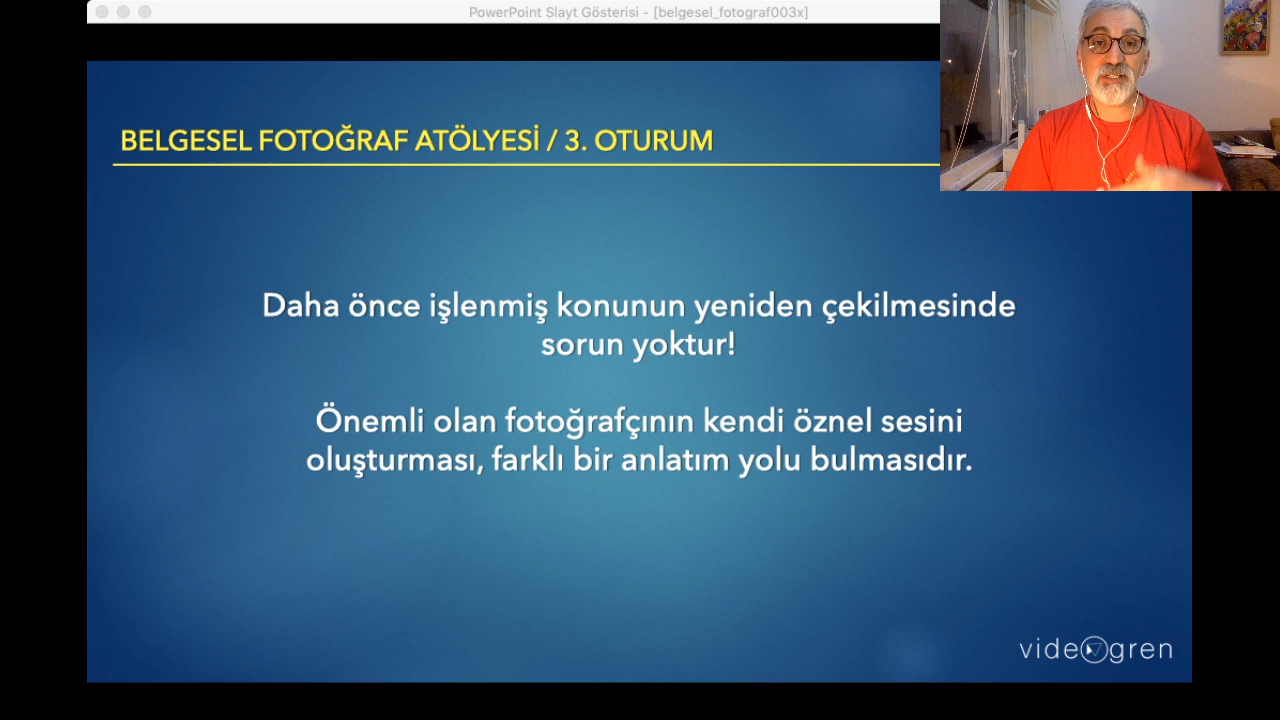 PowerPoint Slayt Gösterisi - [belgesel_fotograf003x]
BELGESEL FOTOĞRAF ATÖLYESİ / 3. OTURUM
Daha önce işlenmiş konunun yeniden çekilmesinde
sorun yoktur!
Önemli olan fotoğrafçının kendi öznel sesini
oluşturması, farklı bir anlatım yolu bulmasıdır.
videogren